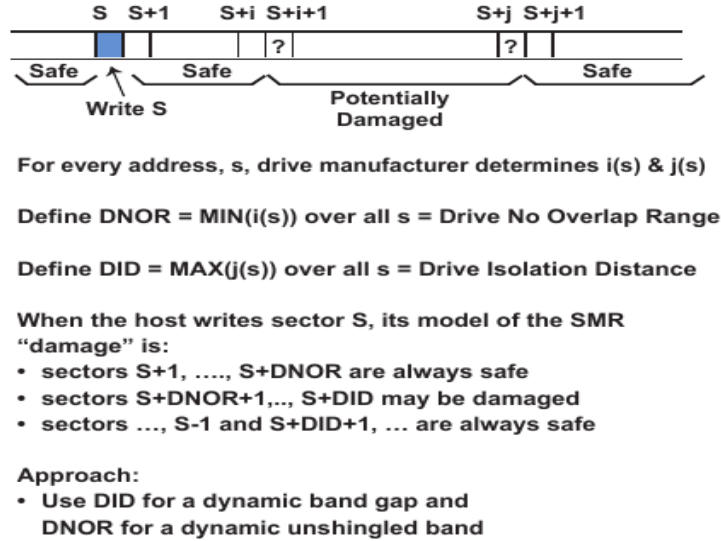 S S+1 S+i S+i+1 S+j S+j+1
? ?
Safe Safe Safe
Write S
Potentially
Damaged
For every address, s, drive manufacturer determines i(s) & j(s)
Define DNOR = MIN(i(s)) over all s = Drive No Overlap Range
Define DID = MAX(j(s)) over all s = Drive Isolation Distance
When the host writes sector S, its model of the SMR
“damage” is:
• sectors S+1, …., S+DNOR are always safe
• sectors S+DNOR+1,.., S+DID may be damaged
• sectors …, S-1 and S+DID+1, … are always safe
Approach:
• Use DID for a dynamic band gap and
DNOR for a dynamic unshingled band